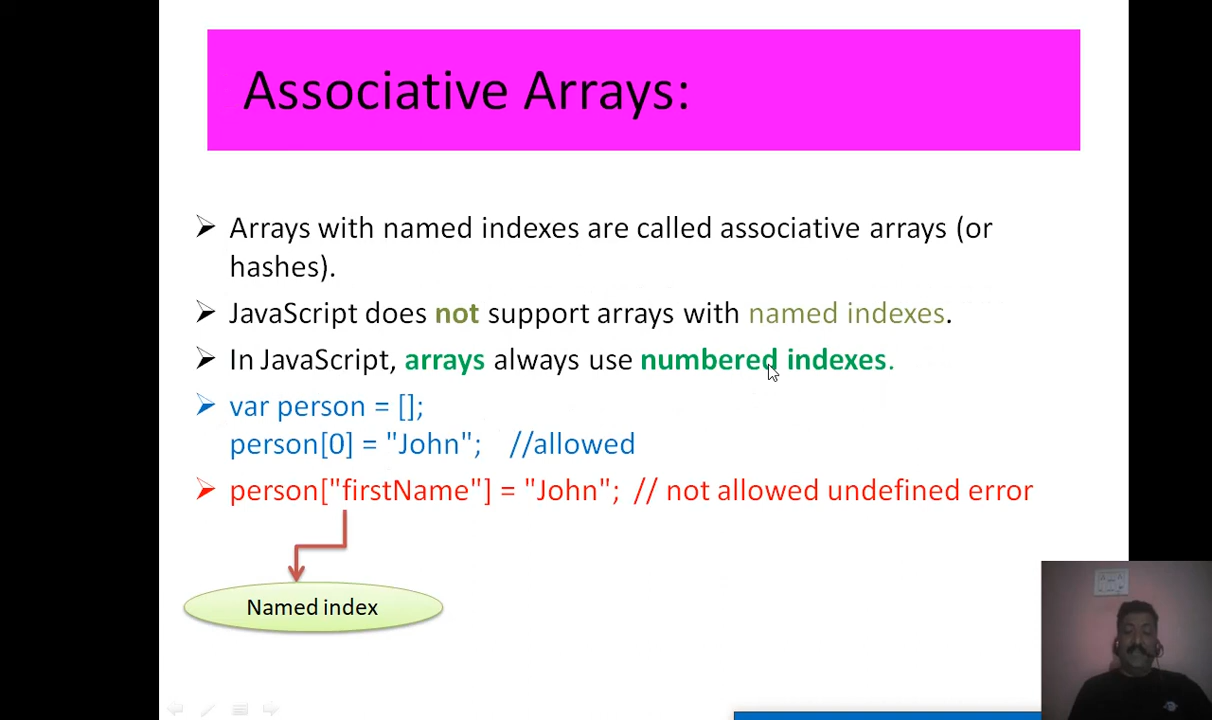 Associative Arrays:
Arrays with named indexes are called associative arrays (or
hashes).
JavaScript does not support arrays with named indexes.
In JavaScript, arrays always use numbered indexes.
var person = [];
person[0] = "John"; //allowed
person["firstName"] = "John"; // not allowed undefined error
Named index